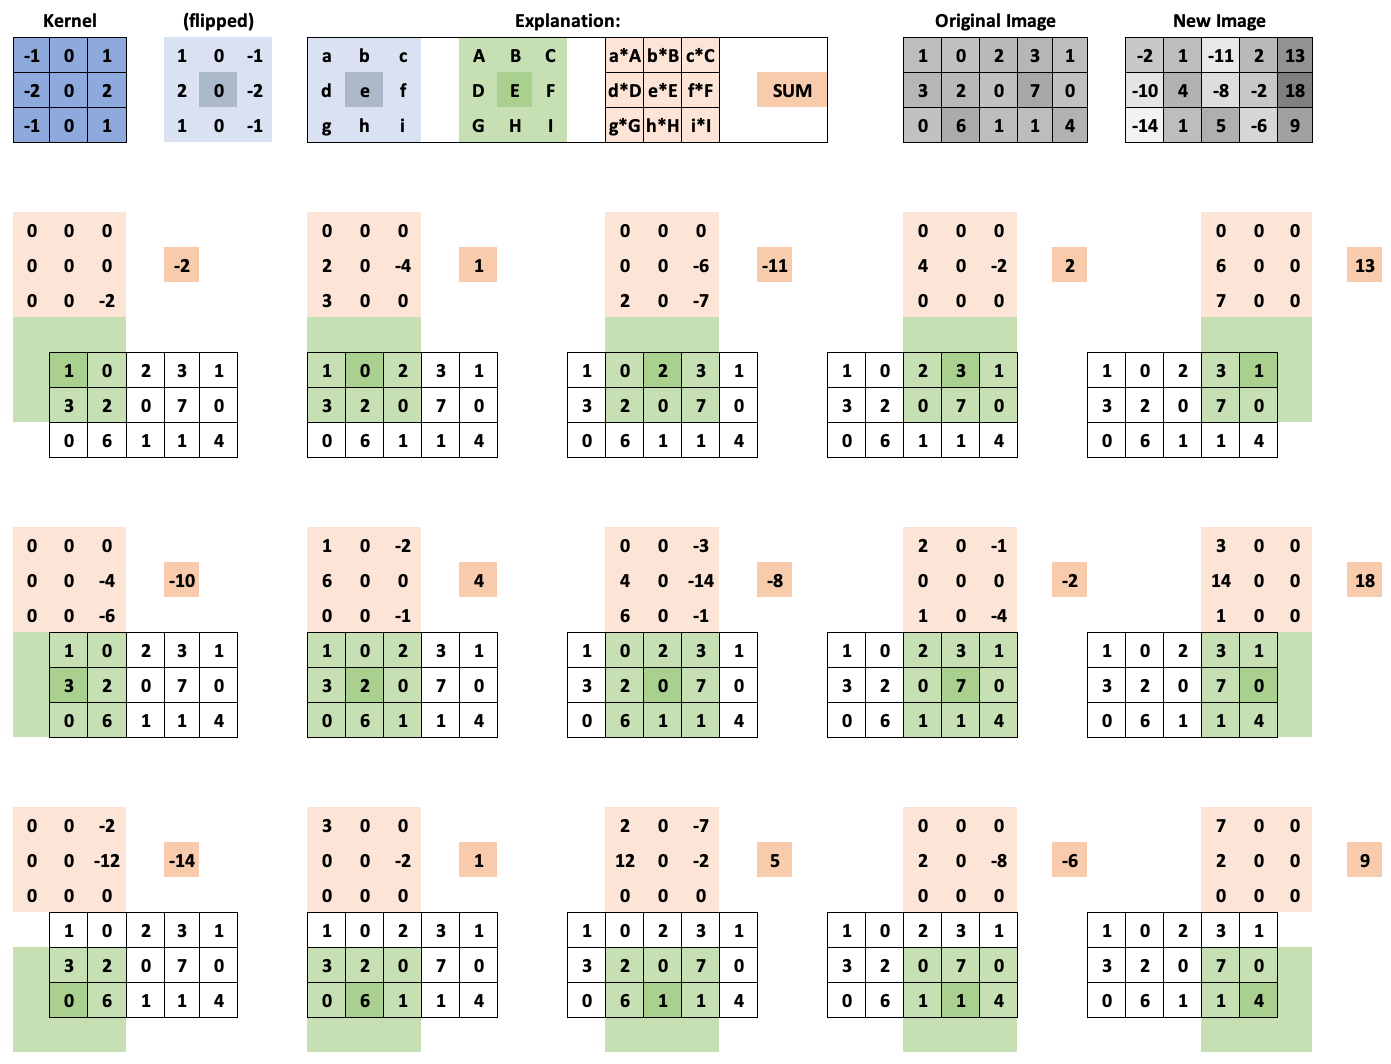 Kernel (flipped) Explanation: Original Image New Image
-1 0 1 1 0 -1 a b c A B C a*A b*B c*C 1 0 2 3 1 -2 1 -11 2 13
-2 0 2 2 0 -2 d e f D E F d*D e*E f*F SUM 3 2 0 7 0 -10 4 -8 -2 18
-1 0 1 1 0 -1 g h i G H I g*G h*H i*I 0 6 1 1 4 -14 1 5 -6 9
0 0 0 0 0 0 0 0 0 0 0 0 0 0 0
0 0 0 -2 2 0 -4 1 0 0 -6 -11 4 0 -2 2 6 0 0 13
0 0 -2 3 0 0 2 0 -7 0 0 0 7 0 0
1 0 2 3 1 1 0 2 3 1 1 0 2 3 1 1 0 2 3 1 1 0 2 3 1
3 2 0 7 0 3 2 0 7 0 3 2 0 7 0 3 2 0 7 0 3 2 0 7 0
0 6 1 1 4 0 6 1 1 4 0 6 1 1 4 0 6 1 1 4 0 6 1 1 4
0 0 0 1 0 -2 0 0 -3 2 0 -1 3 0 0
0 0 -4 -10 6 0 0 4 4 0 -14 -8 0 0 0 -2 14 0 0 18
0 0 -6 0 0 -1 6 0 -1 1 0 -4 1 0 0
1 0 2 3 1 1 0 2 3 1 1 0 2 3 1 1 0 2 3 1 1 0 2 3 1
3 2 0 7 0 3 2 0 7 0 3 2 0 7 0 3 2 0 7 0 3 2 0 7 0
0 6 1 1 4 0 6 1 1 4 0 6 1 1 4 0 6 1 1 4 0 6 1 1 4
0 0 -2 3 0 0 2 0 -7 0 0 0 7 0 0
0 0 -12 -14 0 0 -2 1 12 0 -2 5 2 0 -8 -6 2 0 0 9
0 0 0 0 0 0 0 0 0 0 0 0 0 0 0
1 0 2 3 1 1 0 2 3 1 1 0 2 3 1 1 0 2 3 1 1 0 2 3 1
3 2 0 7 0 3 2 0 7 0 3 2 0 7 0 3 2 0 7 0 3 2 0 7 0
0 6 1 1 4 0 6 1 1 4 0 6 1 1 4 0 6 1 1 4 0 6 1 1 4